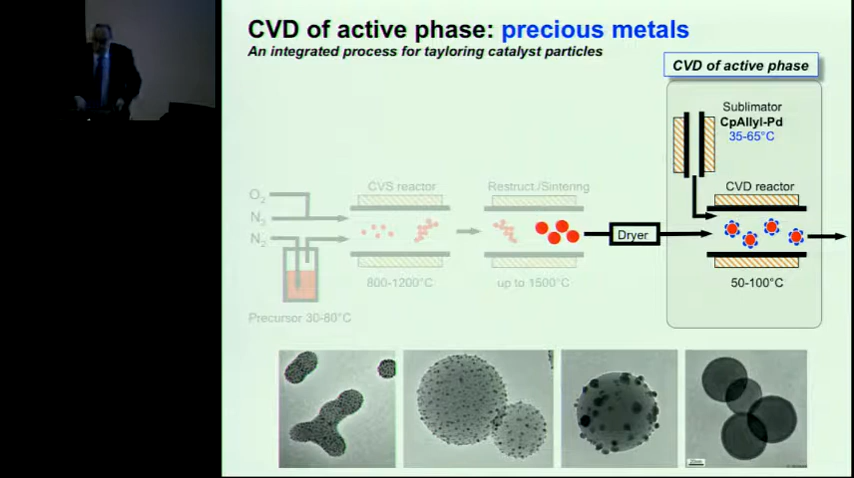 CVD of active phase: precious metals
An integrated process for tayloring catalyst particles
CVD of active phase
Sublimator
CpAllyl-Pd
35-65°C
CVS reactor
Restruct./Sintering
CVD reactor
O2
N2
N2
Dryer
800-1200°C
up to 1500°C
50-100°C
Precursor 30-80°C